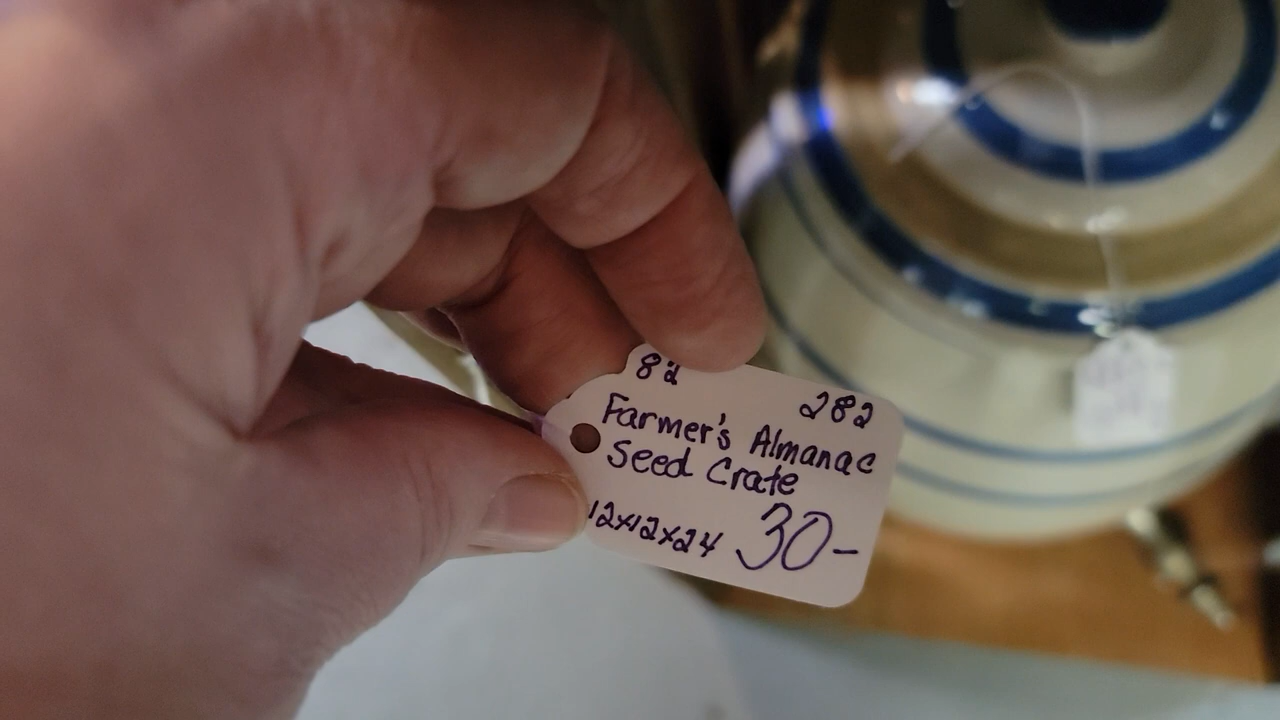 82
282
Farmer's Almanac
Seed Crate
12x12x24 30-